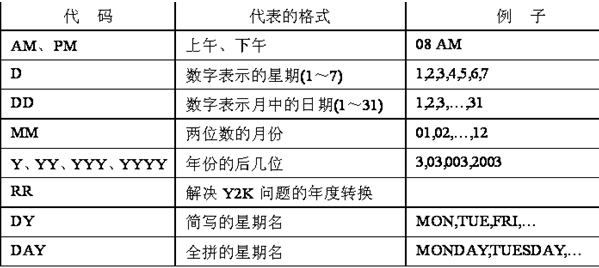 代 码 代表的格式 例 子
AM、PM 上午、下午 08 AM
D 数字表示的星期(1～7) 1,2,3,4,5,6,7
DD 数字表示月中的日期(1～31) 1,2,3,…,31
MM 两位数的月份 01,02,…,12
Y、YY、YYY、YYYY 年份的后几位 3,03,003,2003
RR 解决 Y2K 问题的年度转换
DY 简写的星期名 MON,TUE,FRI,…
DAY 全拼的星期名 MONDAY,TUESDAY,…